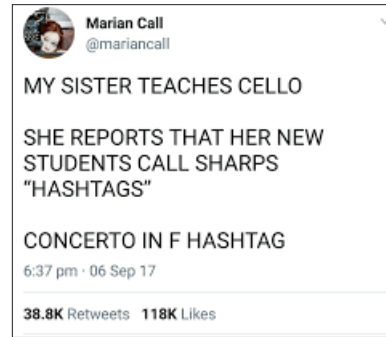 Marian Call
@mariancall
MY SISTER TEACHES CELLO
SHE REPORTS THAT HER NEW
STUDENTS CALL SHARPS
“HASHTAGS”
CONCERTO IN F HASHTAG
6:37 pm · 06 Sep 17
38.8K Retweets 118K Likes